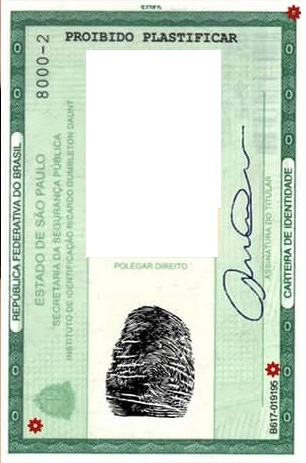 PROIBIDO PLASTIFICAR
8000-2
REPÚBLICA FEDERATIVA DO BRASIL
ESTADO DE SÃO PAULO
SECRETARIA DA SEGURANÇA PÚBLICA
INSTITUTO DE IDENTIFICAÇÃO RICARDO GUMBLETON DAUNT
POLEGAR DIREITO
ASSINATURA DO TITULAR
CARTEIRA DE IDENTIDADE
B617-019195